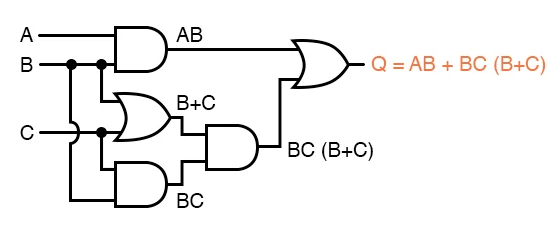 A
AB
B
Q = AB + BC (B+C)
B+C
C
BC (B+C)
BC